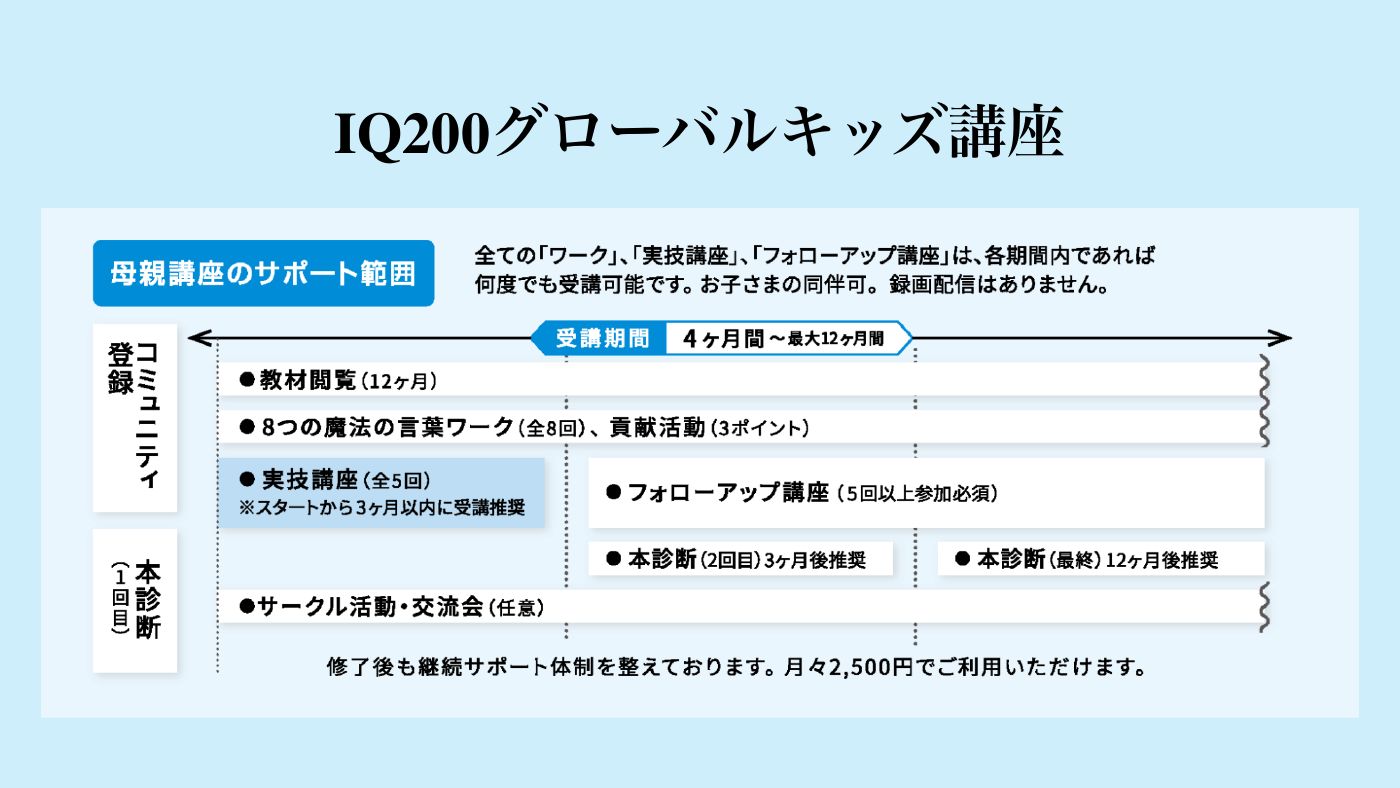 IQ200グローバルキッズ講座
母親講座のサポート範囲
全ての「ワーク」、「実技講座」、「フォローアップ講座」は、各期間内であれば
何度でも受講可能です。お子さまの同伴可。録画配信はありません。
コミュニティ
登録
受講期間 4ヶ月間～最大12ヶ月間
●教材閲覧（12ヶ月）
●8つの魔法の言葉ワーク（全8回）、貢献活動（3ポイント）
●実技講座（全5回）
※スタートから3ヶ月以内に受講推奨
●フォローアップ講座（5回以上参加必須）
本診断
（1回目）
●本診断（2回目）3ヶ月後推奨
●本診断（最終）12ヶ月後推奨
●サークル活動・交流会（任意）
修了後も継続サポート体制を整えております。月々2,500円でご利用いただけます。